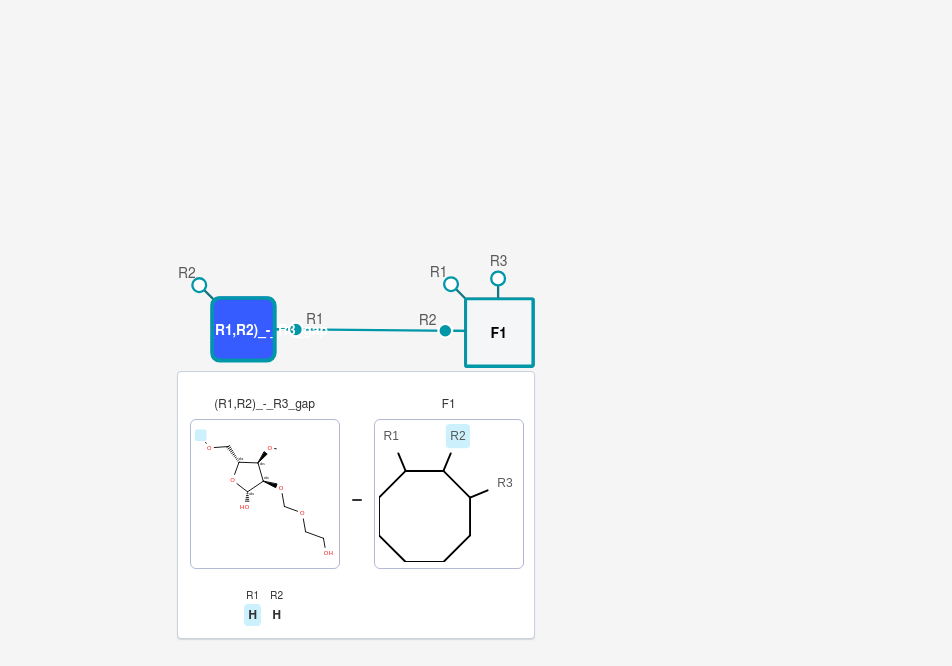 R3
R1
R2
R1
R2
R1,R2)_-_R3_gap
F1
(R1,R2)_-_R3_gap
F1
R1
R2
R3
O
O
O
O
HO
O
OH
R1 R2
H H